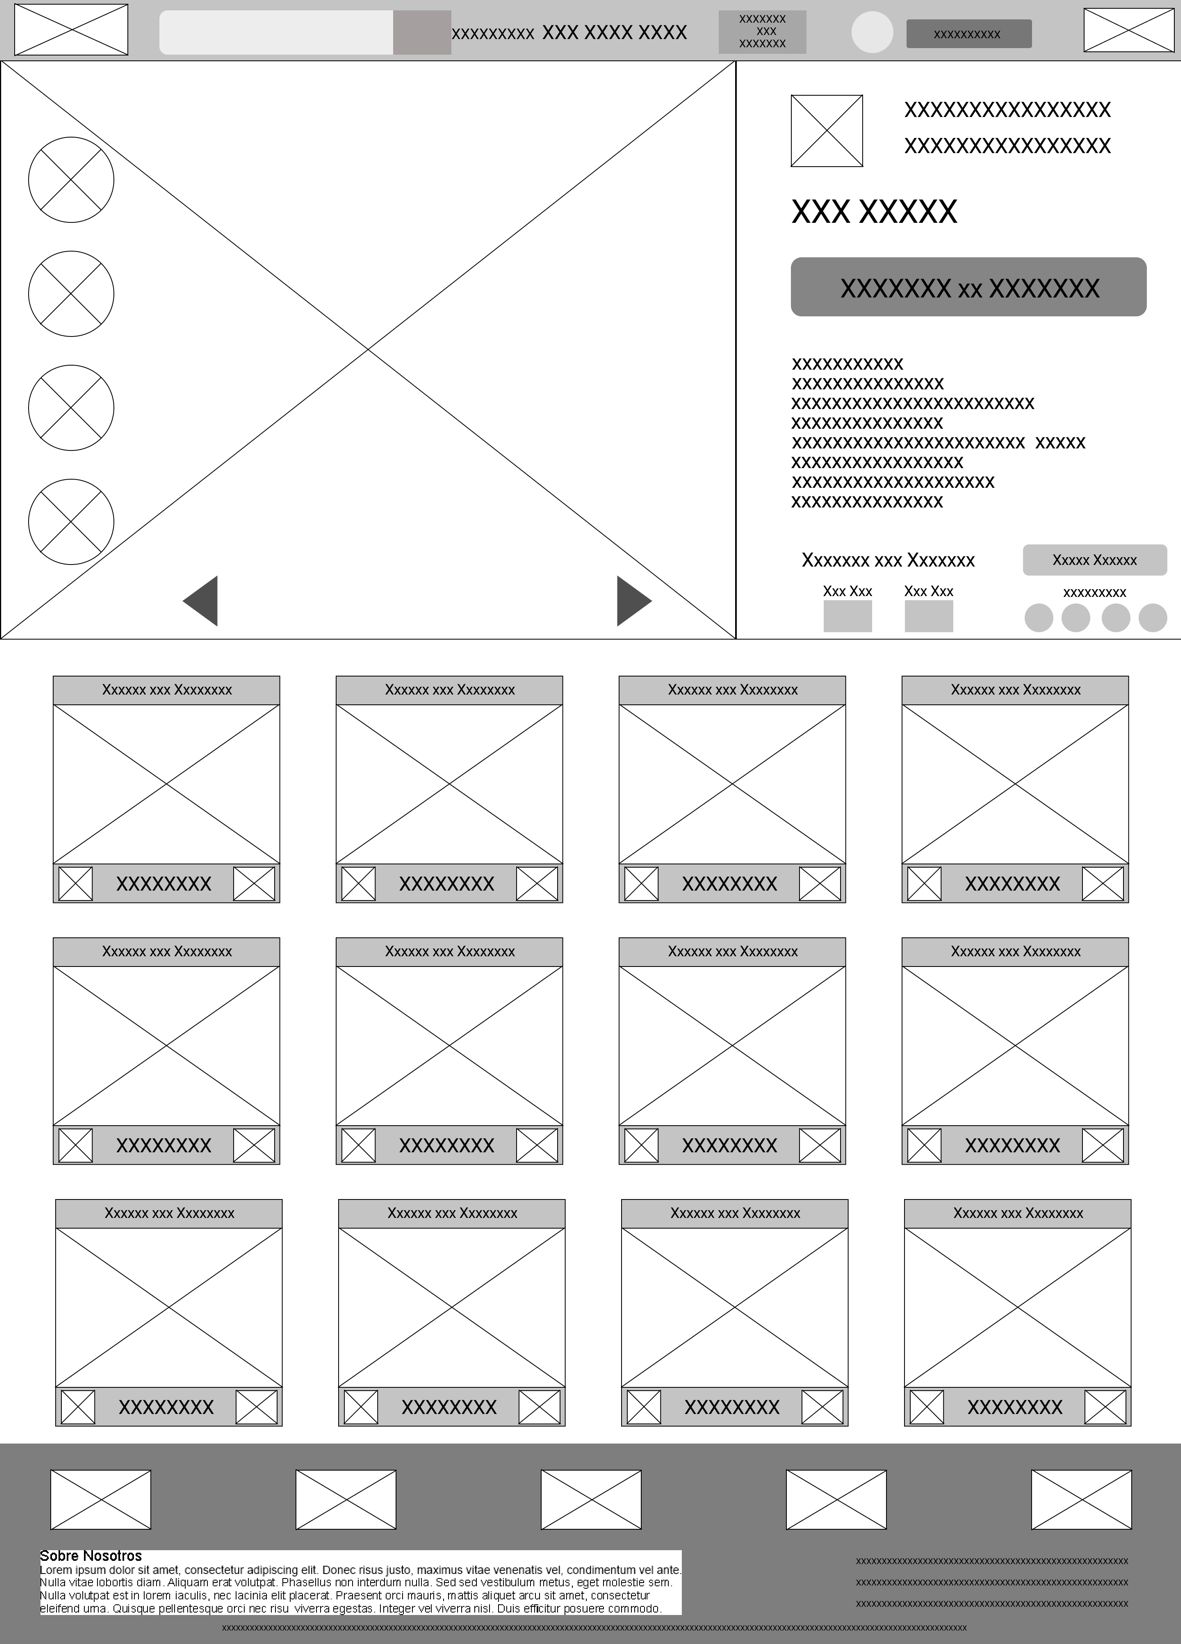 xxxxxxxxx XXX XXXX XXXX
xxxxxxx
xxx
xxxxxxx
xxxxxxxxxx
XXXXXXXXXXXXXXXX
XXXXXXXXXXXXXXXX
XXX XXXXX
XXXXXXX xx XXXXXXX
xxxxxxxxxxx
xxxxxxxxxxxxxxx
xxxxxxxxxxxxxxxxxxxxxxxx
xxxxxxxxxxxxxxx
xxxxxxxxxxxxxxxxxxxxxxx xxxxx
xxxxxxxxxxxxxxxxx
xxxxxxxxxxxxxxxxxxxx
xxxxxxxxxxxxxxx
Xxxxxxx xxx Xxxxxxx
Xxxxx Xxxxxx
Xxx Xxx Xxx Xxx
xxxxxxxxx
Xxxxxx xxx Xxxxxxxx Xxxxxx xxx Xxxxxxxx Xxxxxx xxx Xxxxxxxx Xxxxxx xxx Xxxxxxxx
XXXXXXXX XXXXXXXX XXXXXXXX XXXXXXXX
Xxxxxx xxx Xxxxxxxx Xxxxxx xxx Xxxxxxxx Xxxxxx xxx Xxxxxxxx Xxxxxx xxx Xxxxxxxx
XXXXXXXX XXXXXXXX XXXXXXXX XXXXXXXX
Xxxxxx xxx Xxxxxxxx Xxxxxx xxx Xxxxxxxx Xxxxxx xxx Xxxxxxxx Xxxxxx xxx Xxxxxxxx
XXXXXXXX XXXXXXXX XXXXXXXX XXXXXXXX
Sobre Nosotros
Lorem ipsum dolor sit amet, consectetur adipiscing elit. Donec risus justo, maximus vitae venenatis vel, condimentum vel ante.
Nulla vitae lobortis diam. Aliquam erat volutpat. Phasellus non interdum nulla. Sed sed vestibulum metus, eget molestie sem.
Nulla volutpat est in lorem iaculis, nec lacinia elit placerat. Praesent orci mauris, mattis aliquet arcu sit amet, consectetur
eleifend urna. Quisque pellentesque orci nec risu viverra egestas. Integer vel viverra nisl. Duis efficitur posuere commodo.